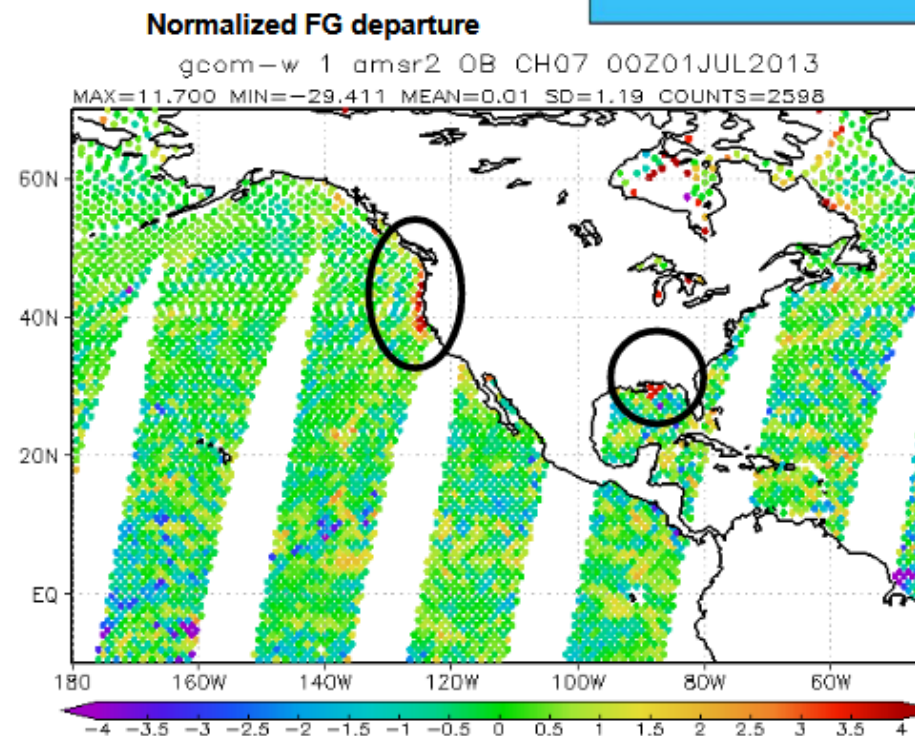 Normalized FG departure
gcom-w 1 amsr2 OB CH07 00Z01JUL2013
MAX=11.700 MIN=-29.411 MEAN=0.01 SD=1.19 COUNTS=2598
60N
40N
20N
EQ
180 160W 140W 120W 100W 80W 60W
-4 -3.5 -3 -2.5 -2 -1.5 -1 -0.5 0 0.5 1 1.5 2 2.5 3 3.5 4